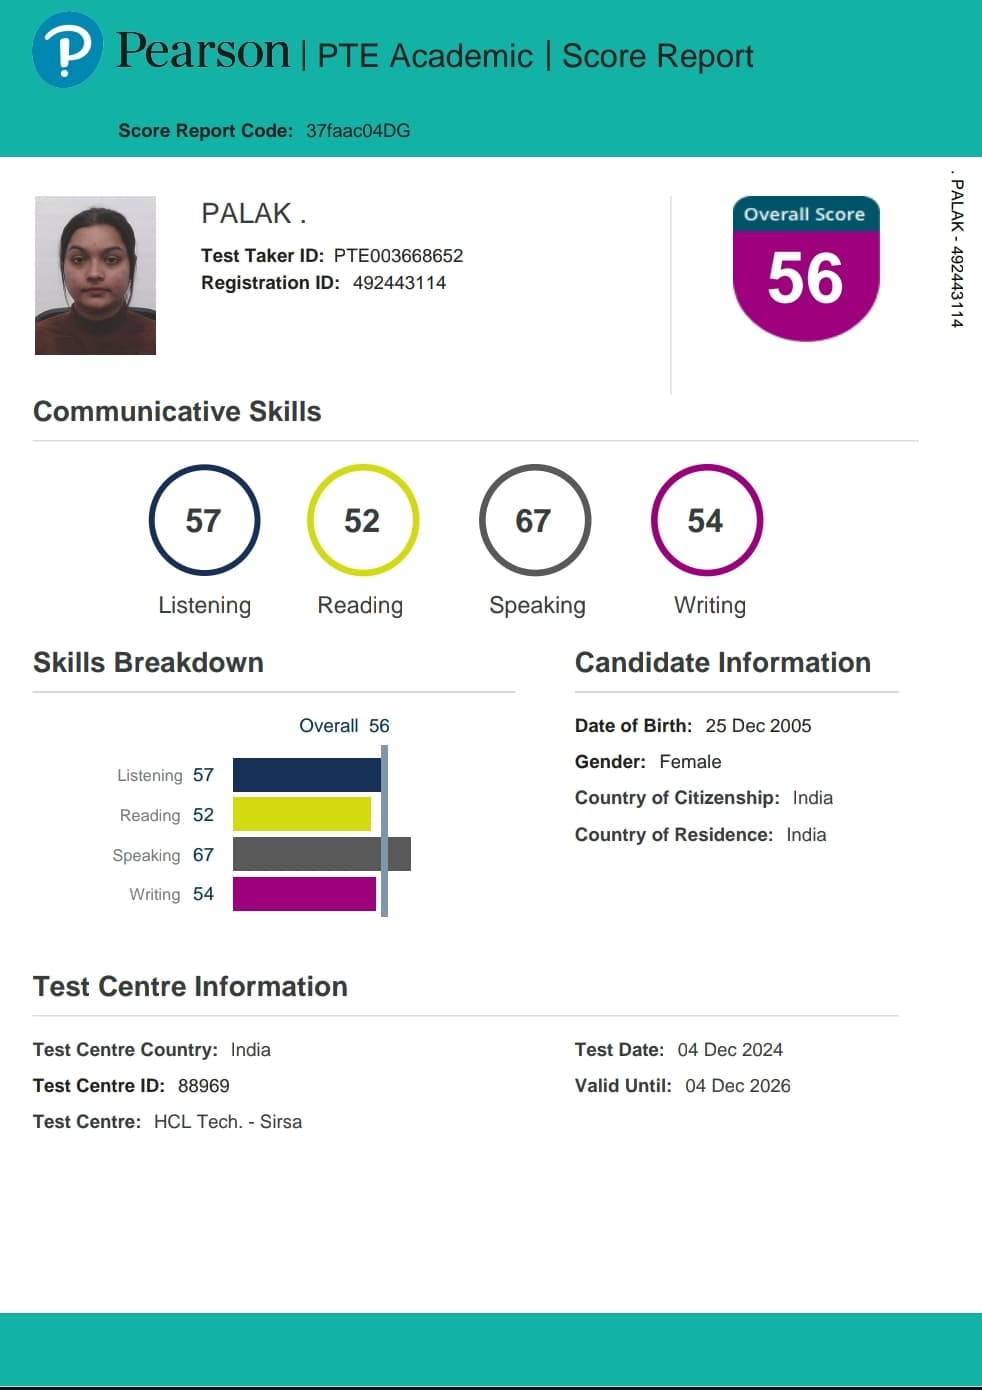 Pearson | PTE Academic | Score Report
Score Report Code: 37faac04DG
. PALAK - 492443114
PALAK .
Test Taker ID: PTE003668652
Registration ID: 492443114
Overall Score
56
Communicative Skills
57 52 67 54
Listening Reading Speaking Writing
Skills Breakdown
Overall 56
Listening 57
Reading 52
Speaking 67
Writing 54
Candidate Information
Date of Birth: 25 Dec 2005
Gender: Female
Country of Citizenship: India
Country of Residence: India
Test Centre Information
Test Centre Country: India
Test Centre ID: 88969
Test Centre: HCL Tech. - Sirsa
Test Date: 04 Dec 2024
Valid Until: 04 Dec 2026